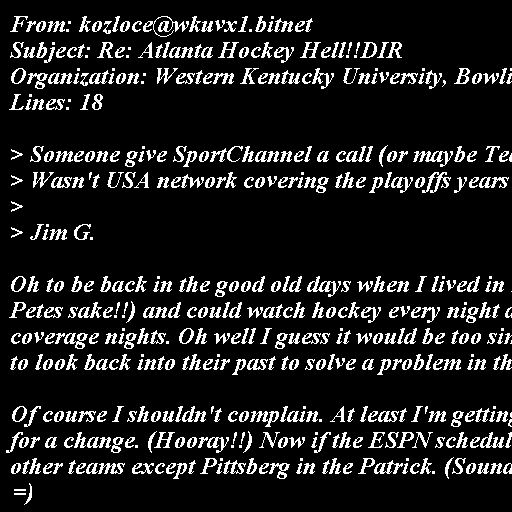 From: kozloce@wkuvx1.bitnet
Subject: Re: Atlanta Hockey Hell!!DIR
Organization: Western Kentucky University, Bowli
Lines: 18

> Someone give SportChannel a call (or maybe Te
> Wasn't USA network covering the playoffs years
>
> Jim G.

Oh to be back in the good old days when I lived in
Petes sake!!) and could watch hockey every night
coverage nights. Oh well I guess it would be too sin
to look back into their past to solve a problem in th

Of course I shouldn't complain. At least I'm getting
for a change. (Hooray!!) Now if the ESPN schedul
other teams except Pittsberg in the Patrick. (Sound
=)